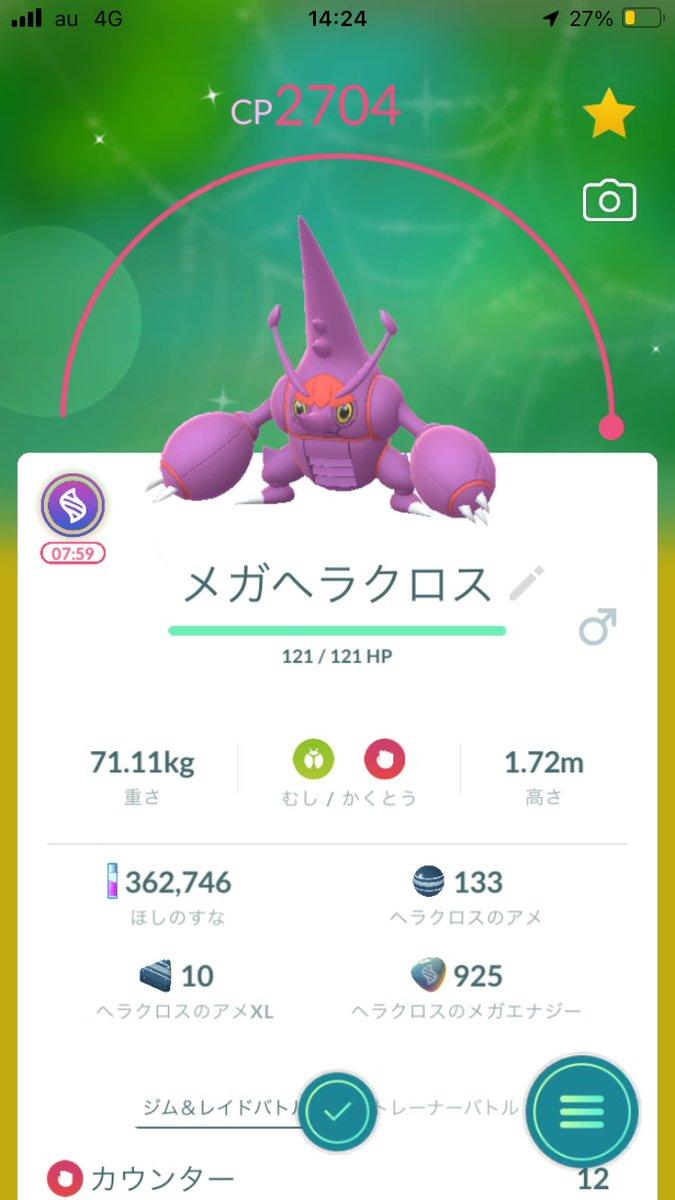 au 4G 14:24 27%
CP2704
07:59
メガヘラクロス
121 / 121 HP
71.11kg 1.72m
重さ むし / かくとう 高さ
362,746 133
ほしのすな ヘラクロスのアメ
10 925
ヘラクロスのアメXL ヘラクロスのメガエナジー
ジム&レイドバトル トレーナーバトル
カウンター 12